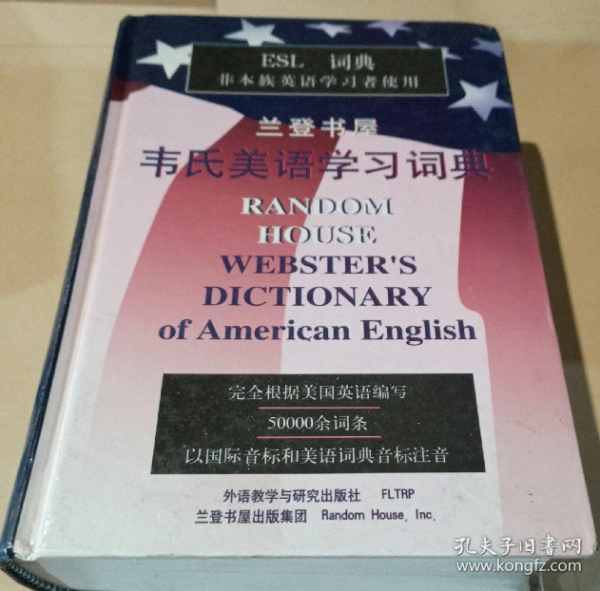 ESL 词典
非本族英语学习者使用
兰登书屋
韦氏美语学习词典
RANDOM
HOUSE
WEBSTER'S
DICTIONARY
of American English
完全根据美国英语编写
50000余词条
以国际音标和美语词典音标注音
外语教学与研究出版社 FLTRP
兰登书屋出版集团 Random House, Inc.
孔夫子旧书网
www.kongfz.com